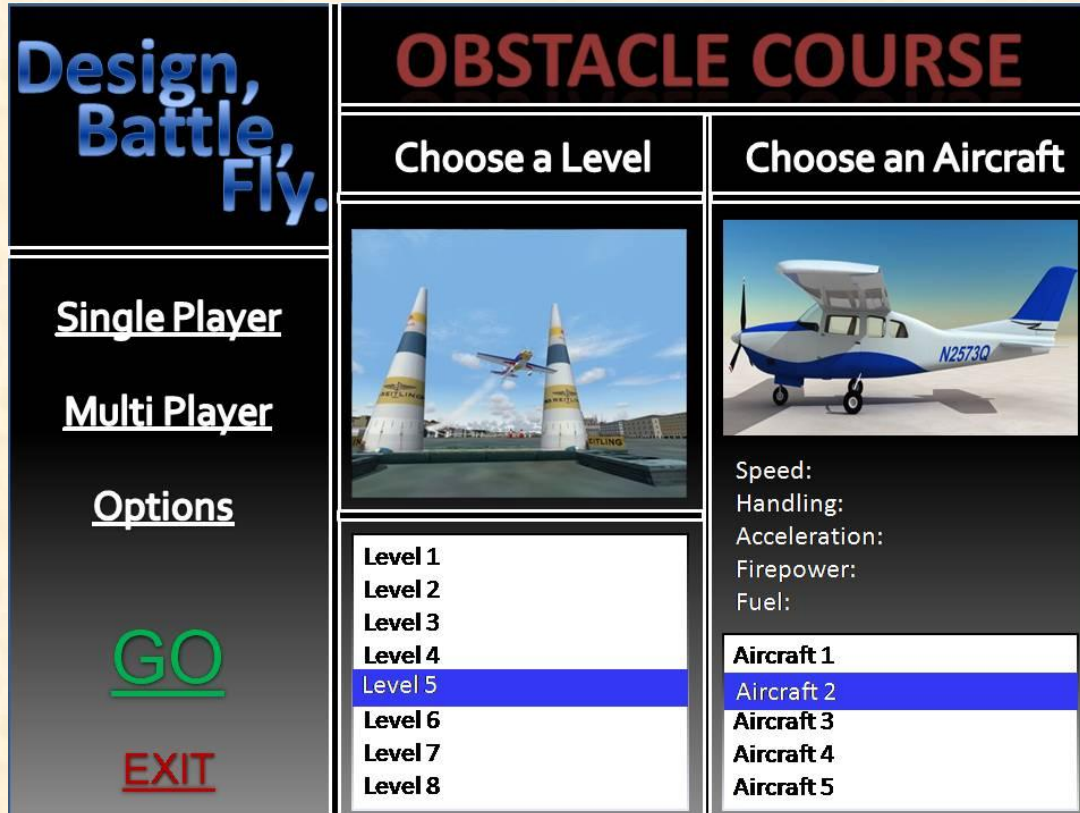 Design,
Battle,
Fly.
Single Player
Multi Player
Options
GO
EXIT
OBSTACLE COURSE
Choose a Level
Level 1
Level 2
Level 3
Level 4
Level 5
Level 6
Level 7
Level 8
Choose an Aircraft
N2573Q
Speed:
Handling:
Acceleration:
Firepower:
Fuel:
Aircraft 1
Aircraft 2
Aircraft 3
Aircraft 4
Aircraft 5